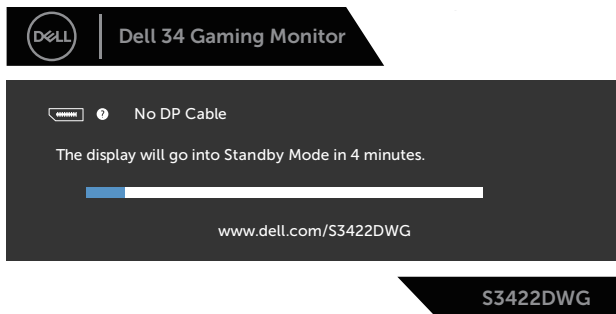 DELL
Dell 34 Gaming Monitor
? No DP Cable
The display will go into Standby Mode in 4 minutes.
www.dell.com/S3422DWG
S3422DWG